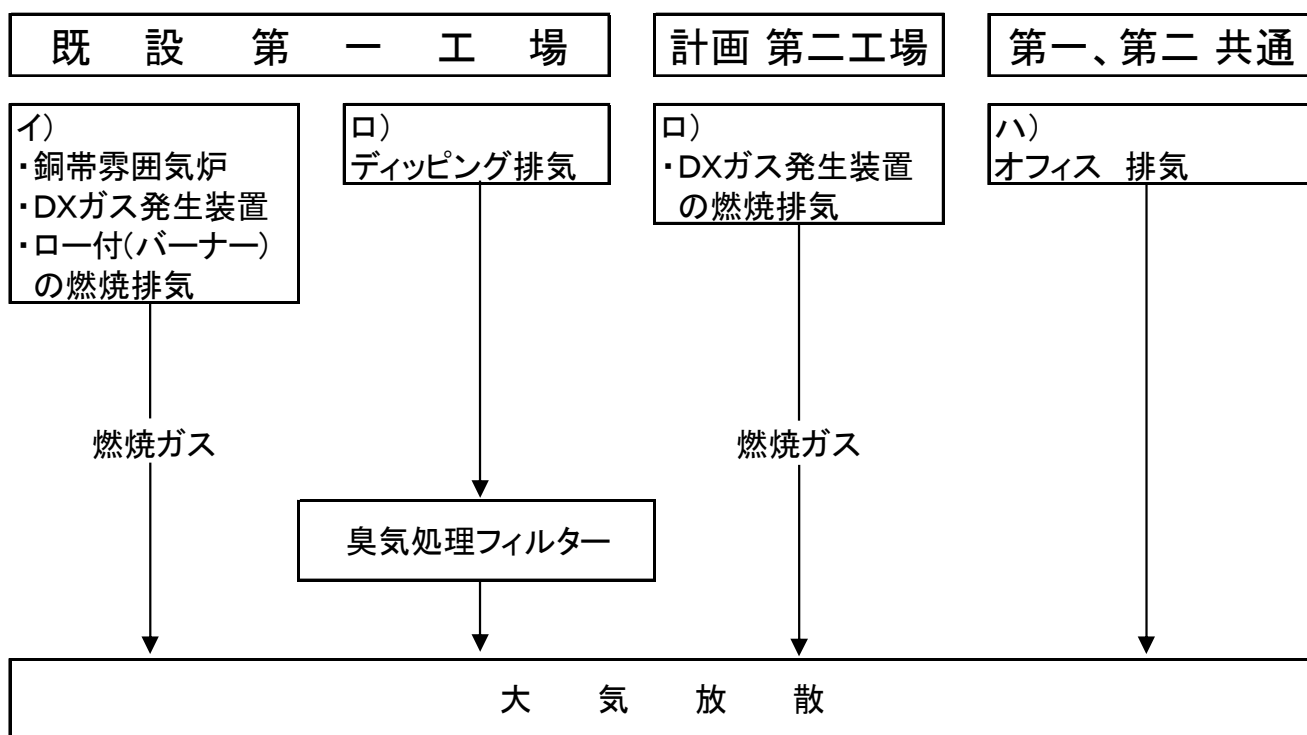 既設第一工場
計画 第二工場
第一、第二 共通
イ)
・銅帯雰囲気炉
・DXガス発生装置
・ロー付(バーナー)
の燃焼排気
ロ)
ディッピング排気
ロ)
・DXガス発生装置
の燃焼排気
ハ)
オフィス 排気
燃焼ガス
燃焼ガス
臭気処理フィルター
大気放散